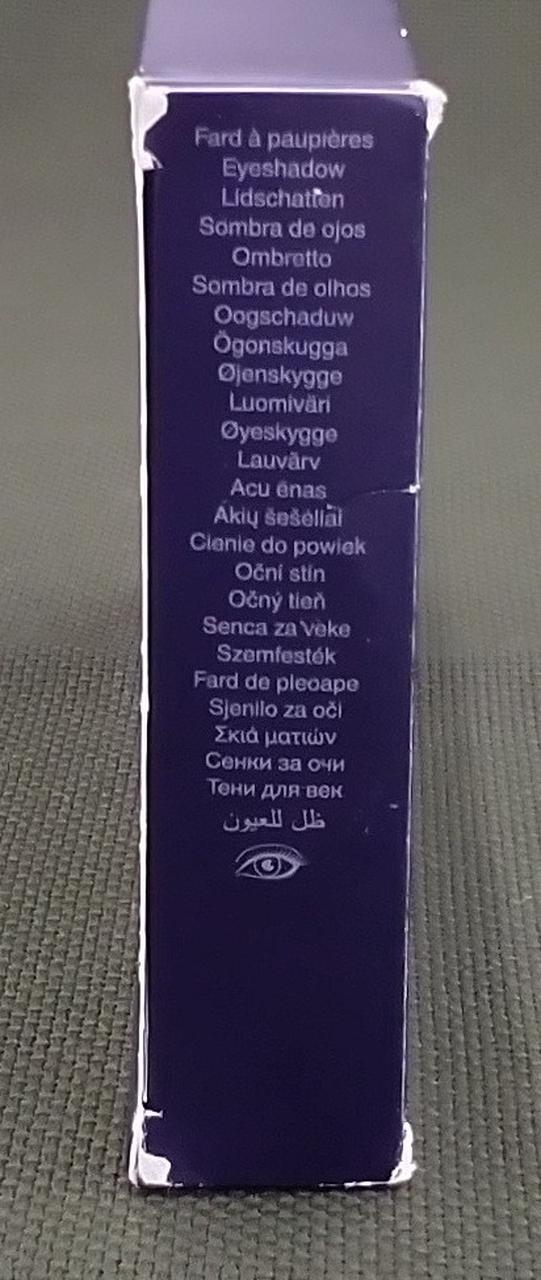 Fard à paupières
Eyeshadow
Lidschatten
Sombra de ojos
Ombretto
Sombra de olhos
Oogschaduw
Ögonskugga
Øjenskygge
Luomiväri
Øyeskygge
Lauvärv
Acu ēnas
Akių šešėliai
Cienie do powiek
Oční stín
Očný tieň
Senca za veke
Szemfesték
Fard de pleoape
Sjenilo za oči
Σκιά ματιών
Сенки за очи
Тени для век
ظل للعيون